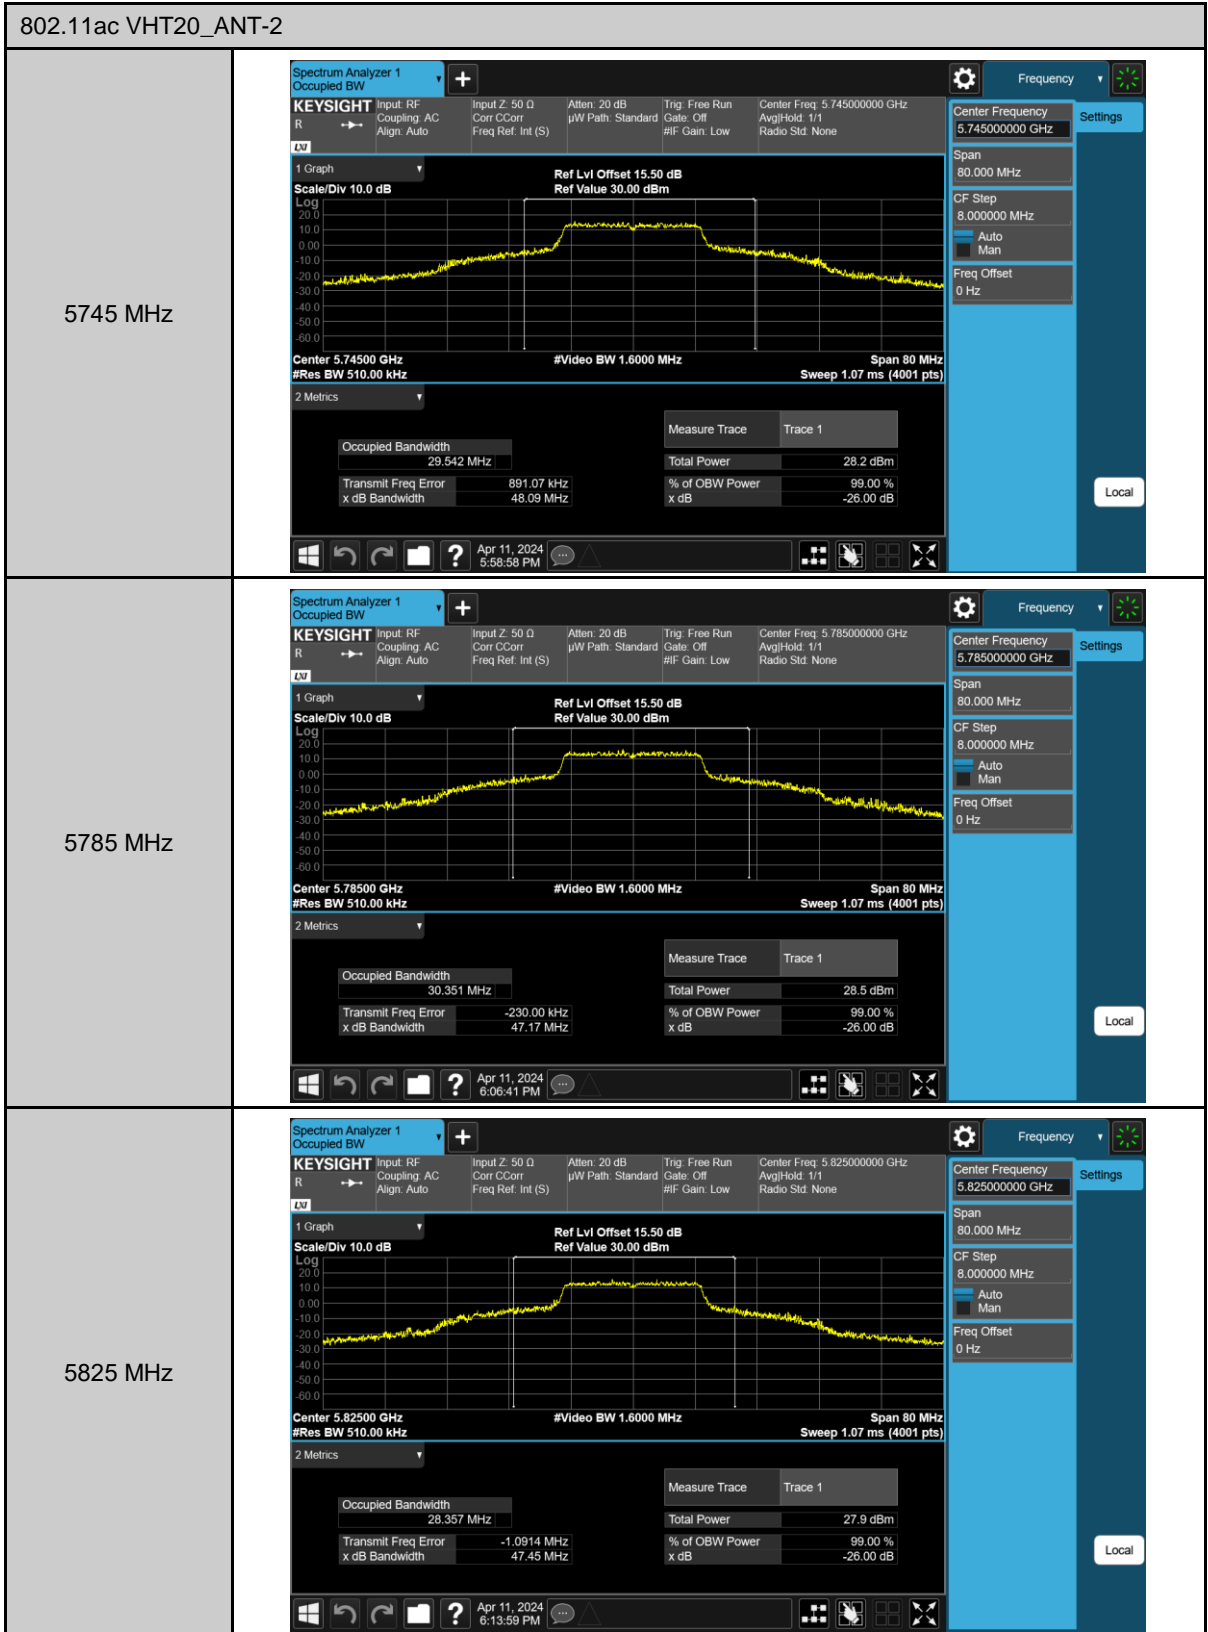 802.11ac VHT20_ANT-2
5745 MHz
Spectrum Analyzer 1
Occupied BW
Frequency
KEYSIGHT
R
LXI
Input: RF
Coupling: AC
Align: Auto
Input Z: 50 Ω
Corr CCorr
Freq Ref: Int (S)
Atten: 20 dB
µW Path: Standard
Trig: Free Run
Gate: Off
#IF Gain: Low
Center Freq: 5.745000000 GHz
Avg|Hold: 1/1
Radio Std: None
Center Frequency
5.745000000 GHz
Settings
Span
80.000 MHz
CF Step
8.000000 MHz
Auto
Man
Freq Offset
0 Hz
Local
1 Graph
Scale/Div 10.0 dB
Ref Lvl Offset 15.50 dB
Ref Value 30.00 dBm
Log
20.0
10.0
0.00
-10.0
-20.0
-30.0
-40.0
-50.0
-60.0
Center 5.74500 GHz
#Video BW 1.6000 MHz
Span 80 MHz
#Res BW 510.00 kHz
Sweep 1.07 ms (4001 pts)
2 Metrics
Measure Trace Trace 1
Occupied Bandwidth
29.542 MHz
Total Power 28.2 dBm
Transmit Freq Error 891.07 kHz
% of OBW Power 99.00 %
x dB Bandwidth 48.09 MHz
x dB -26.00 dB
?
Apr 11, 2024
5:58:58 PM
5785 MHz
Spectrum Analyzer 1
Occupied BW
Frequency
KEYSIGHT
R
LXI
Input: RF
Coupling: AC
Align: Auto
Input Z: 50 Ω
Corr CCorr
Freq Ref: Int (S)
Atten: 20 dB
µW Path: Standard
Trig: Free Run
Gate: Off
#IF Gain: Low
Center Freq: 5.785000000 GHz
Avg|Hold: 1/1
Radio Std: None
Center Frequency
5.785000000 GHz
Settings
Span
80.000 MHz
CF Step
8.000000 MHz
Auto
Man
Freq Offset
0 Hz
Local
1 Graph
Scale/Div 10.0 dB
Ref Lvl Offset 15.50 dB
Ref Value 30.00 dBm
Log
20.0
10.0
0.00
-10.0
-20.0
-30.0
-40.0
-50.0
-60.0
Center 5.78500 GHz
#Video BW 1.6000 MHz
Span 80 MHz
#Res BW 510.00 kHz
Sweep 1.07 ms (4001 pts)
2 Metrics
Measure Trace Trace 1
Occupied Bandwidth
30.351 MHz
Total Power 28.5 dBm
Transmit Freq Error -230.00 kHz
% of OBW Power 99.00 %
x dB Bandwidth 47.17 MHz
x dB -26.00 dB
?
Apr 11, 2024
6:06:41 PM
5825 MHz
Spectrum Analyzer 1
Occupied BW
Frequency
KEYSIGHT
R
LXI
Input: RF
Coupling: AC
Align: Auto
Input Z: 50 Ω
Corr CCorr
Freq Ref: Int (S)
Atten: 20 dB
µW Path: Standard
Trig: Free Run
Gate: Off
#IF Gain: Low
Center Freq: 5.825000000 GHz
Avg|Hold: 1/1
Radio Std: None
Center Frequency
5.825000000 GHz
Settings
Span
80.000 MHz
CF Step
8.000000 MHz
Auto
Man
Freq Offset
0 Hz
Local
1 Graph
Scale/Div 10.0 dB
Ref Lvl Offset 15.50 dB
Ref Value 30.00 dBm
Log
20.0
10.0
0.00
-10.0
-20.0
-30.0
-40.0
-50.0
-60.0
Center 5.82500 GHz
#Video BW 1.6000 MHz
Span 80 MHz
#Res BW 510.00 kHz
Sweep 1.07 ms (4001 pts)
2 Metrics
Measure Trace Trace 1
Occupied Bandwidth
28.357 MHz
Total Power 27.9 dBm
Transmit Freq Error -1.0914 MHz
% of OBW Power 99.00 %
x dB Bandwidth 47.45 MHz
x dB -26.00 dB
?
Apr 11, 2024
6:13:59 PM